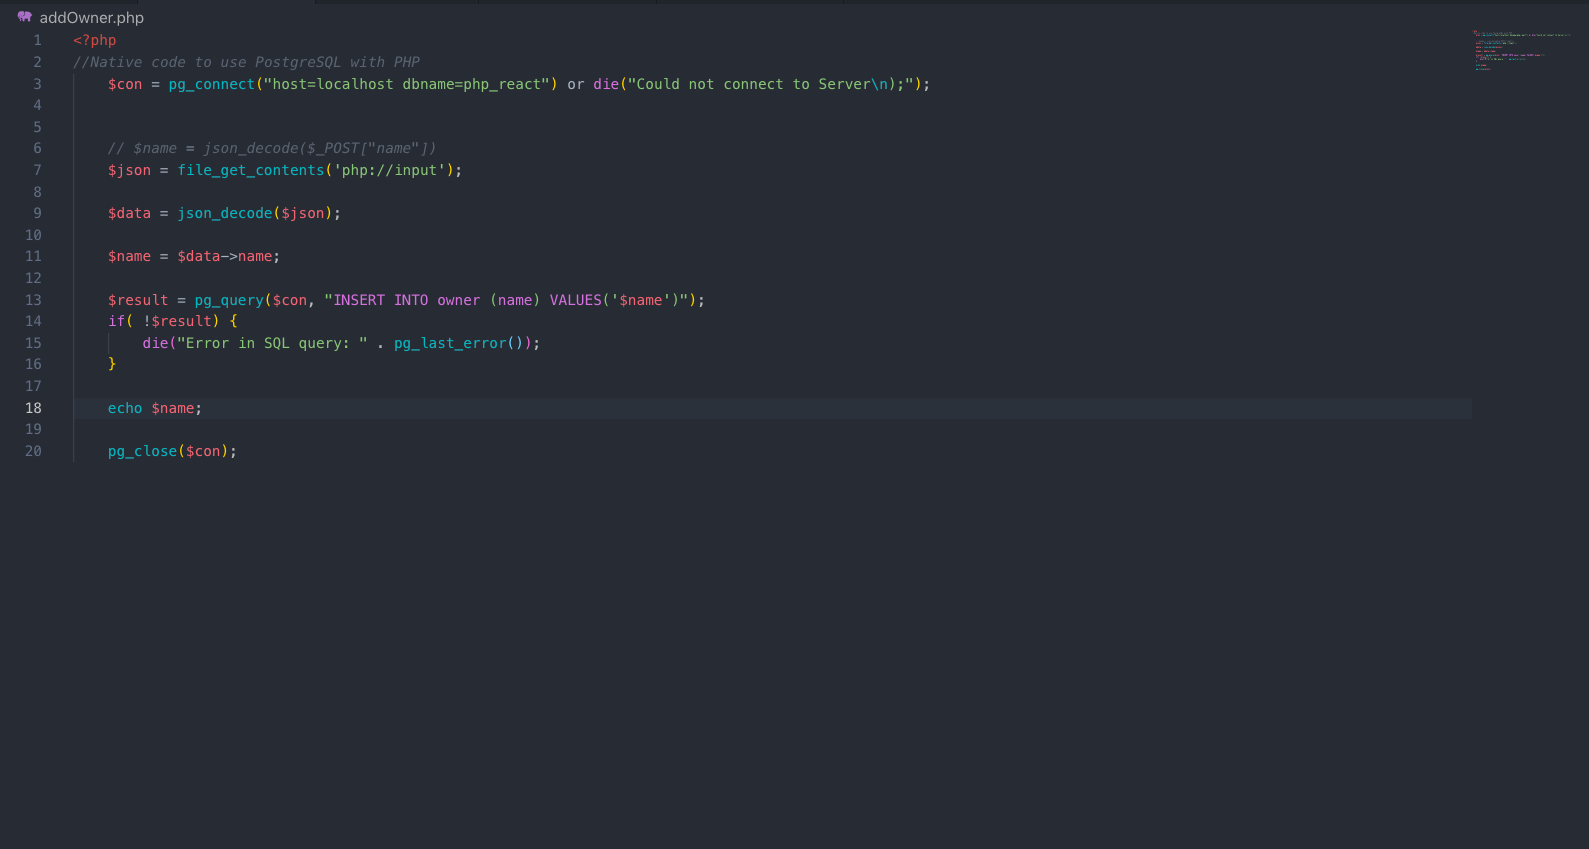 addOwner.php
1 <?php
2 //Native code to use PostgreSQL with PHP
3 $con = pg_connect("host=localhost dbname=php_react") or die("Could not connect to Server\n);");
4
5
6 // $name = json_decode($_POST["name"])
7 $json = file_get_contents('php://input');
8
9 $data = json_decode($json);
10
11 $name = $data->name;
12
13 $result = pg_query($con, "INSERT INTO owner (name) VALUES('$name')");
14 if( !$result) {
15 die("Error in SQL query: " . pg_last_error());
16 }
17
18 echo $name;
19
20 pg_close($con);